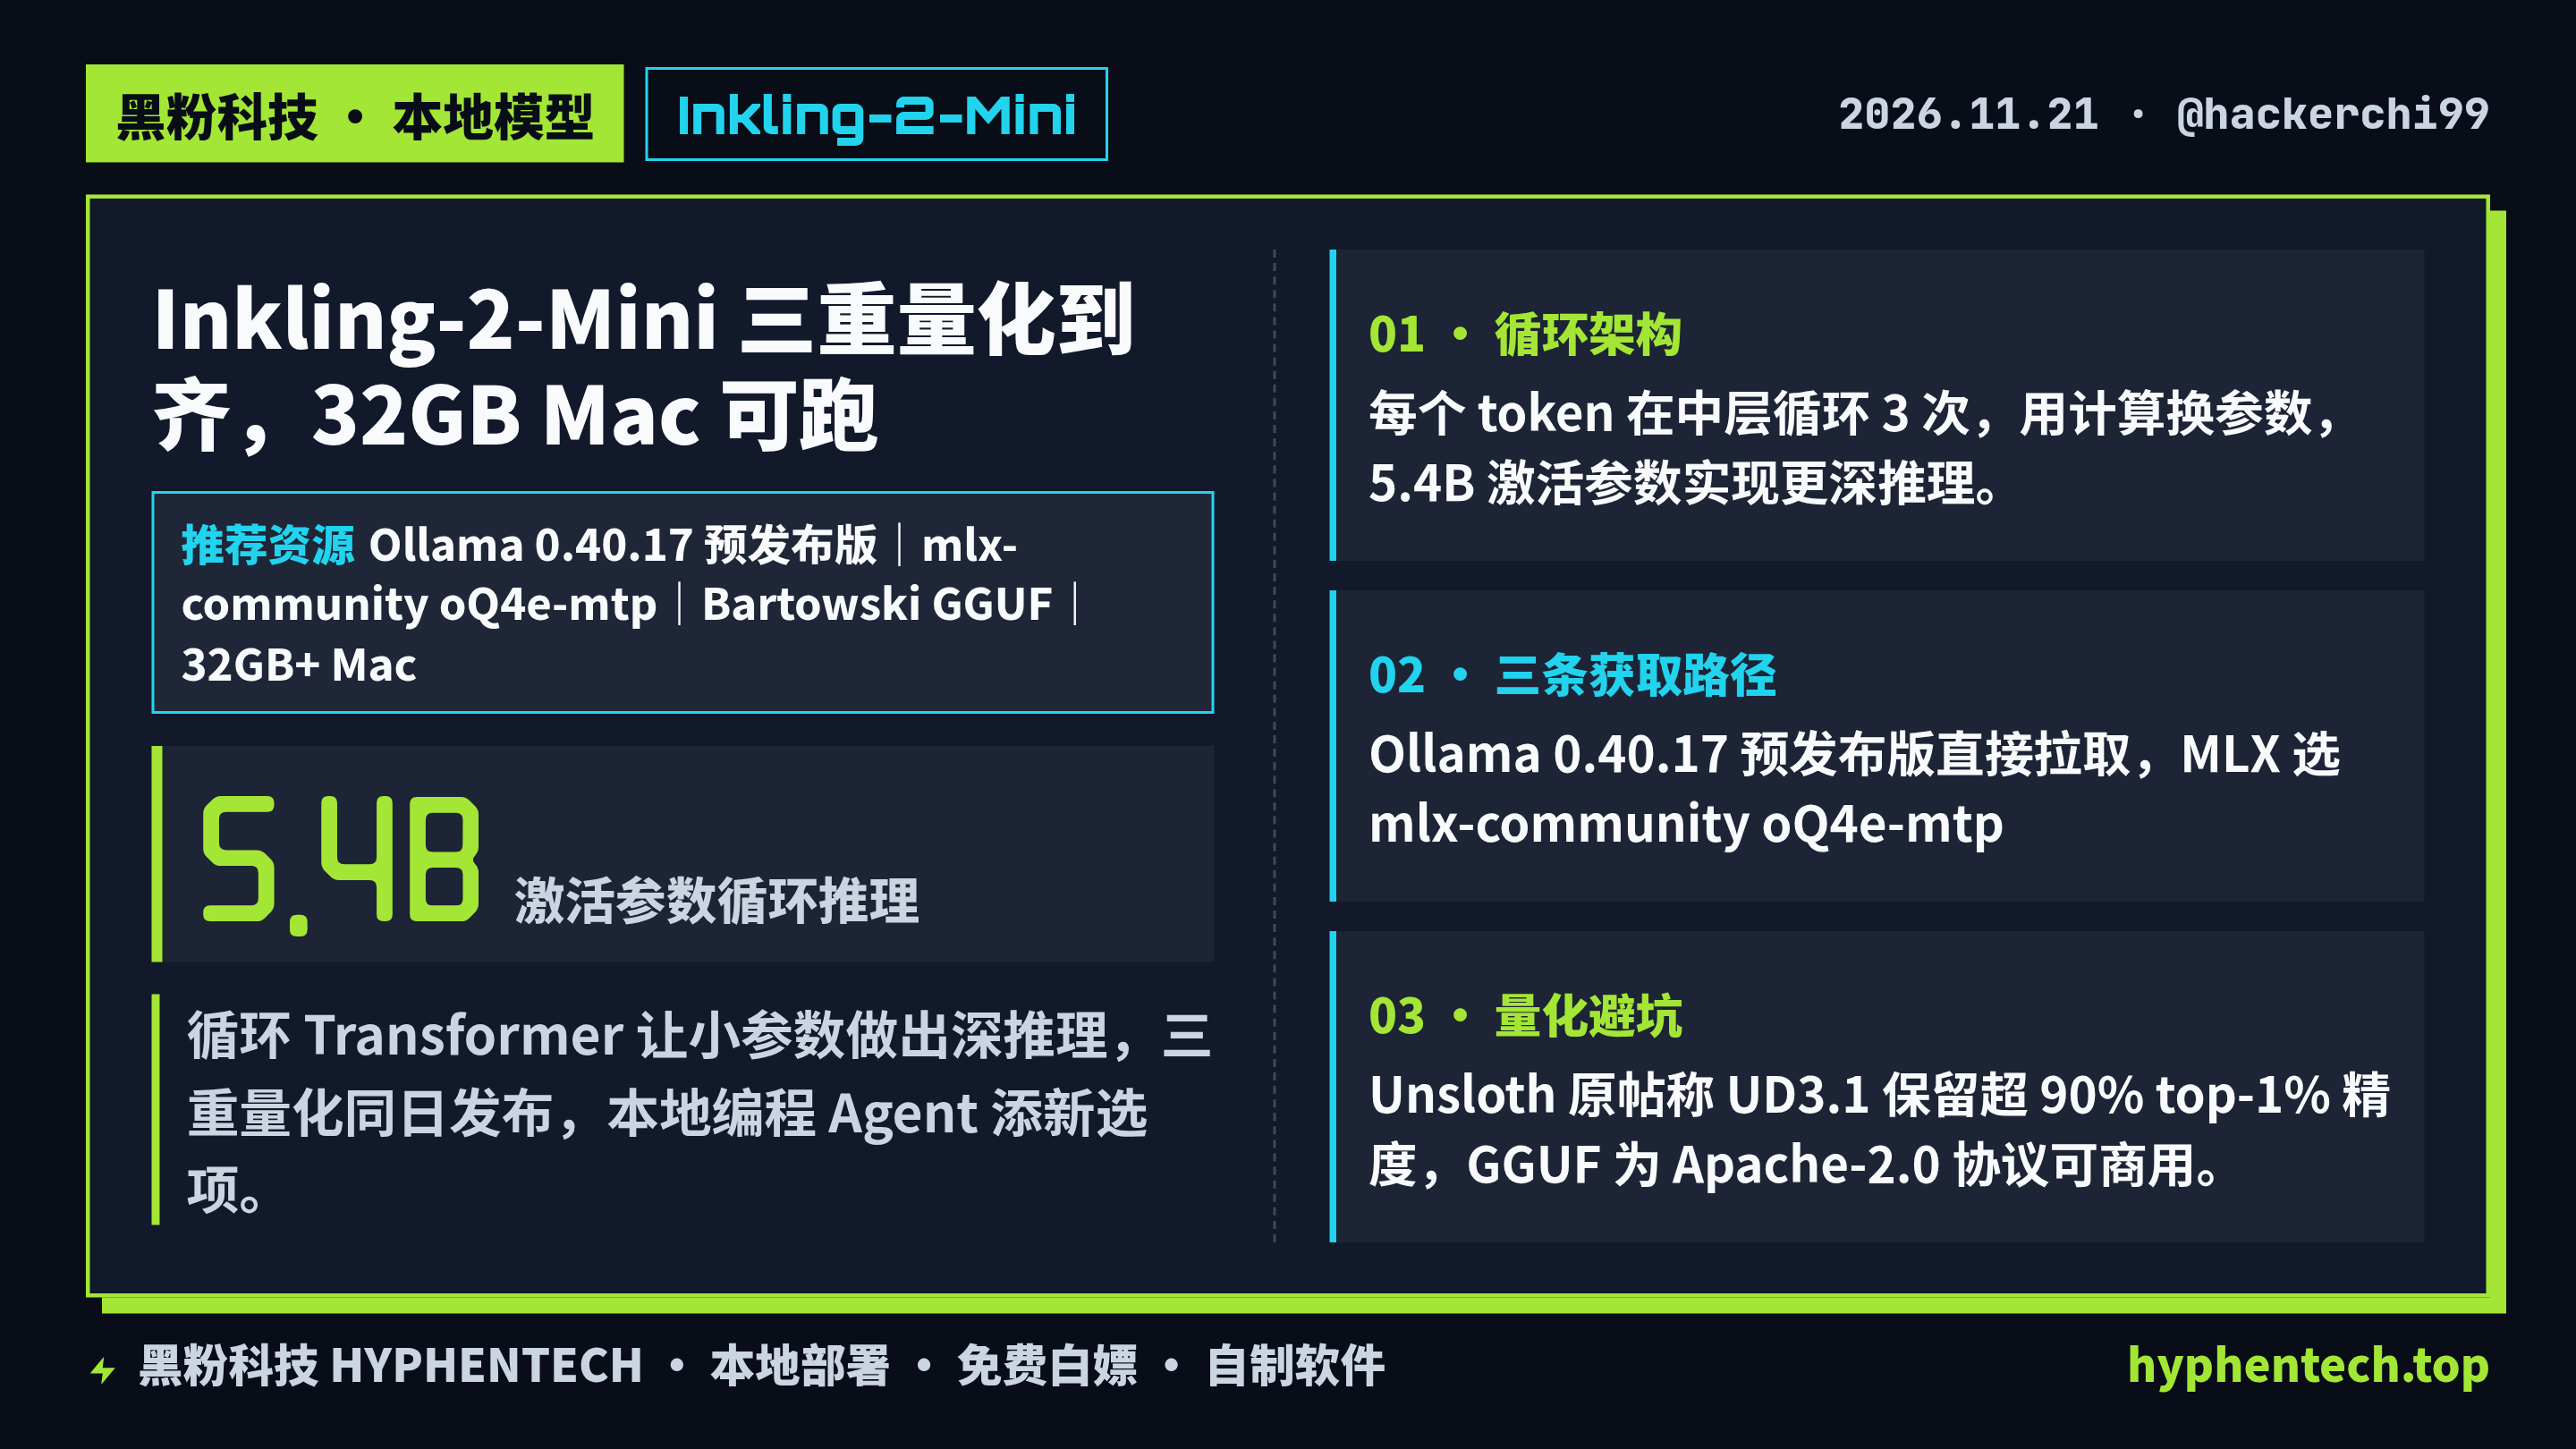 黑粉科技 • 本地模型
Inkling-2-Mini
2026.11.21 · @hackerchi99
Inkling-2-Mini 三重量化到
齐，32GB Mac 可跑
推荐资源 Ollama 0.40.17 预发布版｜mlx-
community oQ4e-mtp｜Bartowski GGUF｜
32GB+ Mac
5.4B 激活参数循环推理
循环 Transformer 让小参数做出深推理，三
重量化同日发布，本地编程 Agent 添新选
项。
01 • 循环架构
每个 token 在中层循环 3 次，用计算换参数，
5.4B 激活参数实现更深推理。
02 • 三条获取路径
Ollama 0.40.17 预发布版直接拉取，MLX 选
mlx-community oQ4e-mtp
03 • 量化避坑
Unsloth 原帖称 UD3.1 保留超 90% top-1% 精
度，GGUF 为 Apache-2.0 协议可商用。
黑粉科技 HYPHENTECH • 本地部署 • 免费白嫖 • 自制软件
hyphentech.top